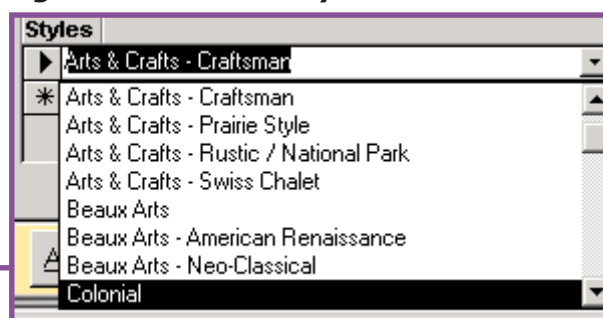 Styles
Arts & Crafts - Craftsman
Arts & Crafts - Craftsman
Arts & Crafts - Prairie Style
Arts & Crafts - Rustic / National Park
Arts & Crafts - Swiss Chalet
Beaux Arts
Beaux Arts - American Renaissance
Beaux Arts - Neo-Classical
Colonial